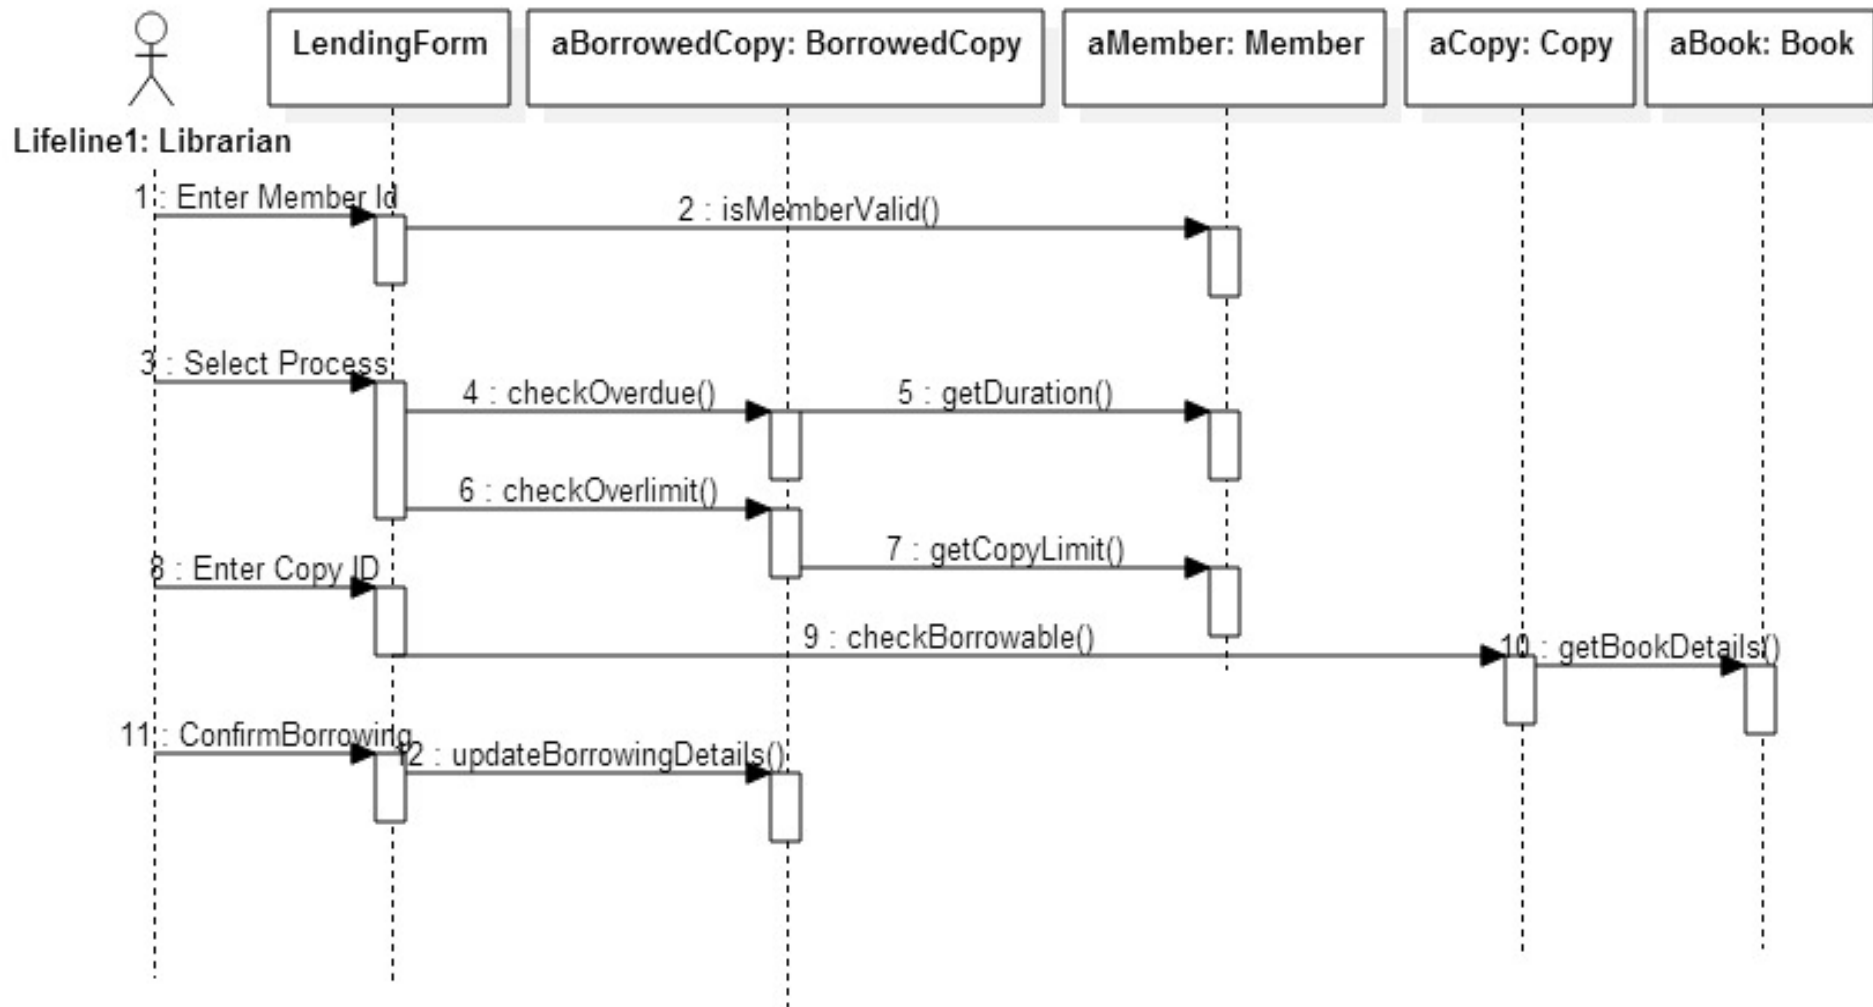 LendingForm
aBorrowedCopy: BorrowedCopy
aMember: Member
aCopy: Copy
aBook: Book
Lifeline1: Librarian
1 : Enter Member Id
2 : isMemberValid()
3 : Select Process
4 : checkOverdue()
5 : getDuration()
6 : checkOverlimit()
7 : getCopyLimit()
8 : Enter Copy ID
9 : checkBorrowable()
10 : getBookDetails()
11 : ConfirmBorrowing
12 : updateBorrowingDetails()